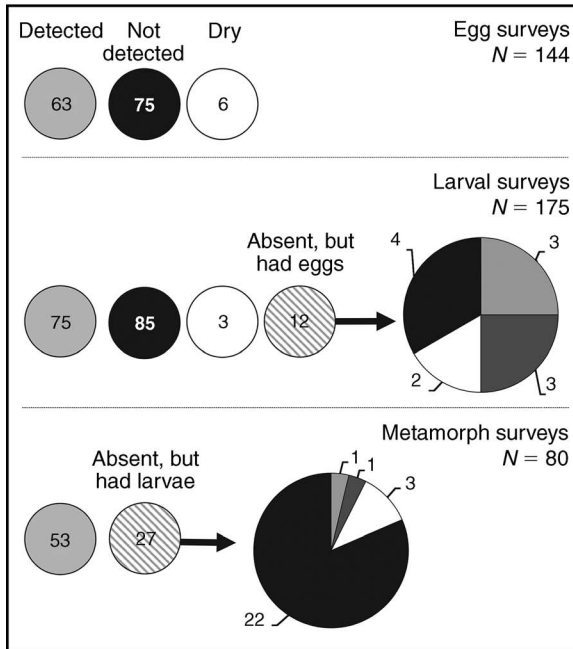 Detected
Not
detected
Dry
Egg surveys
N = 144
63
75
6
Larval surveys
N = 175
Absent, but
had eggs
75
85
3
12
4
3
2
3
Metamorph surveys
N = 80
Absent, but
had larvae
53
27
1
1
3
22